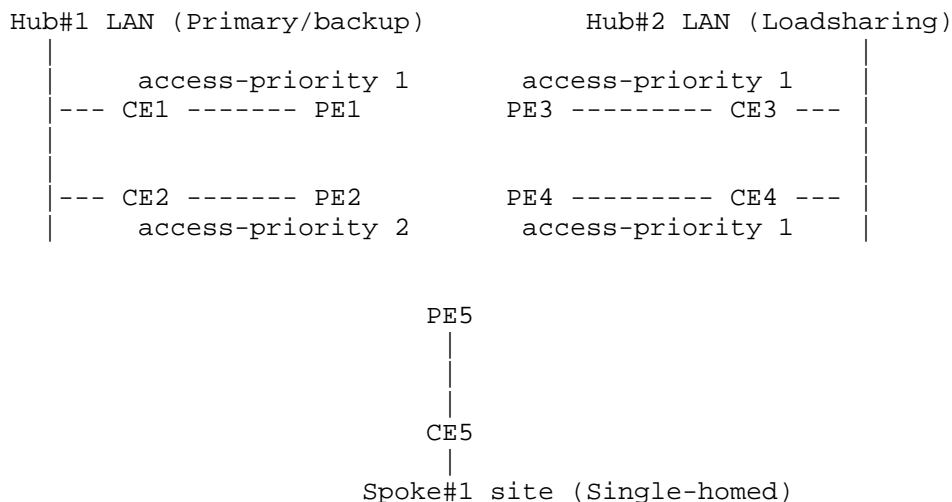 Hub#1 LAN (Primary/backup) Hub#2 LAN (Loadsharing)
access-priority 1 access-priority 1
|--- CE1 ------- PE1 PE3 --------- CE3 --- |
|--- CE2 ------- PE2 PE4 --------- CE4 --- |
access-priority 2 access-priority 1
PE5
CE5
Spoke#1 site (Single-homed)